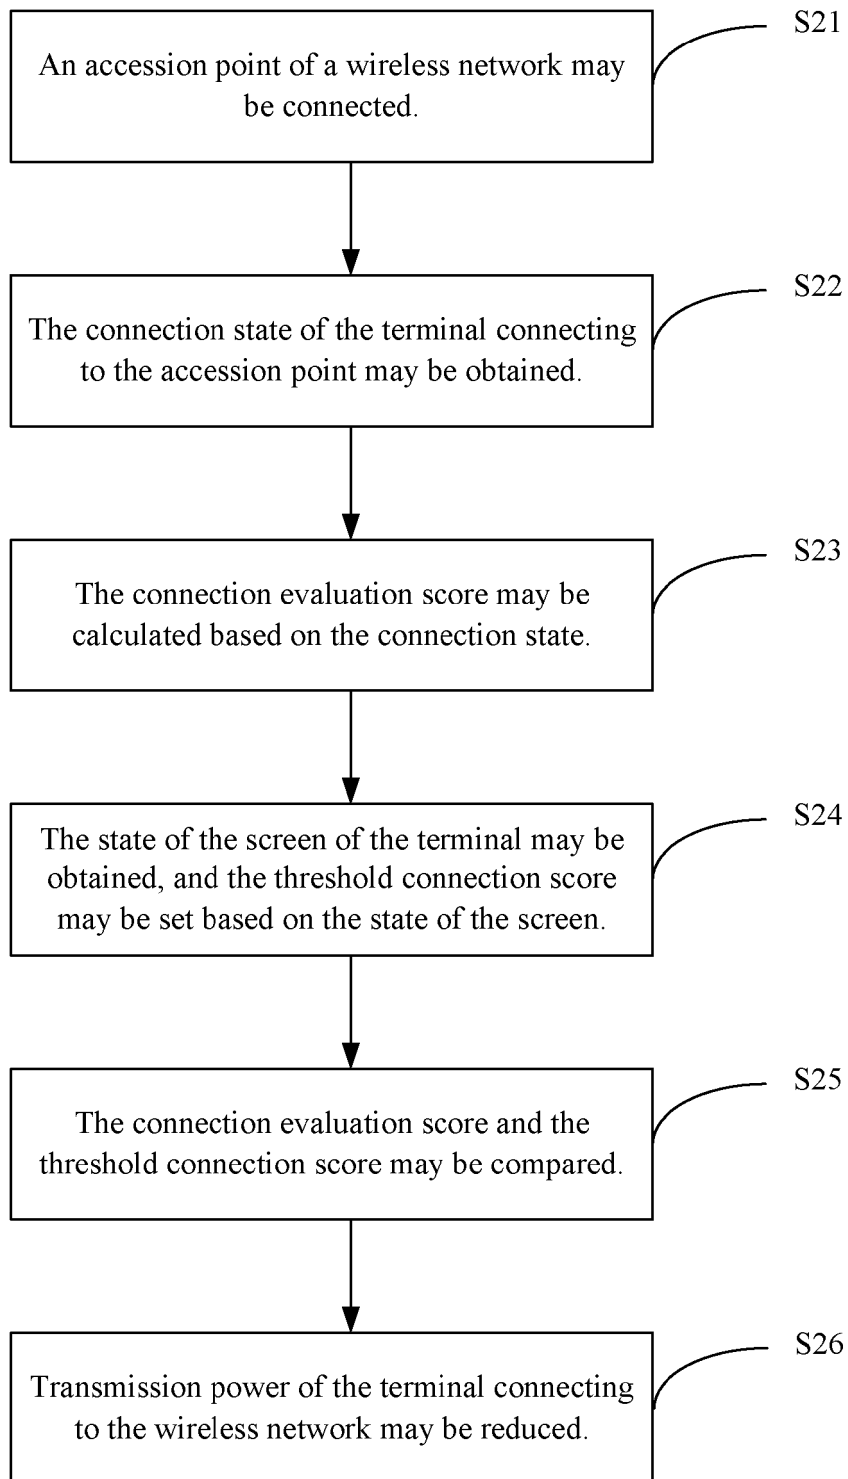 S21
An accession point of a wireless network may
be connected.
S22
The connection state of the terminal connecting
to the accession point may be obtained.
S23
The connection evaluation score may be
calculated based on the connection state.
S24
The state of the screen of the terminal may be
obtained, and the threshold connection score
may be set based on the state of the screen.
S25
The connection evaluation score and the
threshold connection score may be compared.
S26
Transmission power of the terminal connecting
to the wireless network may be reduced.